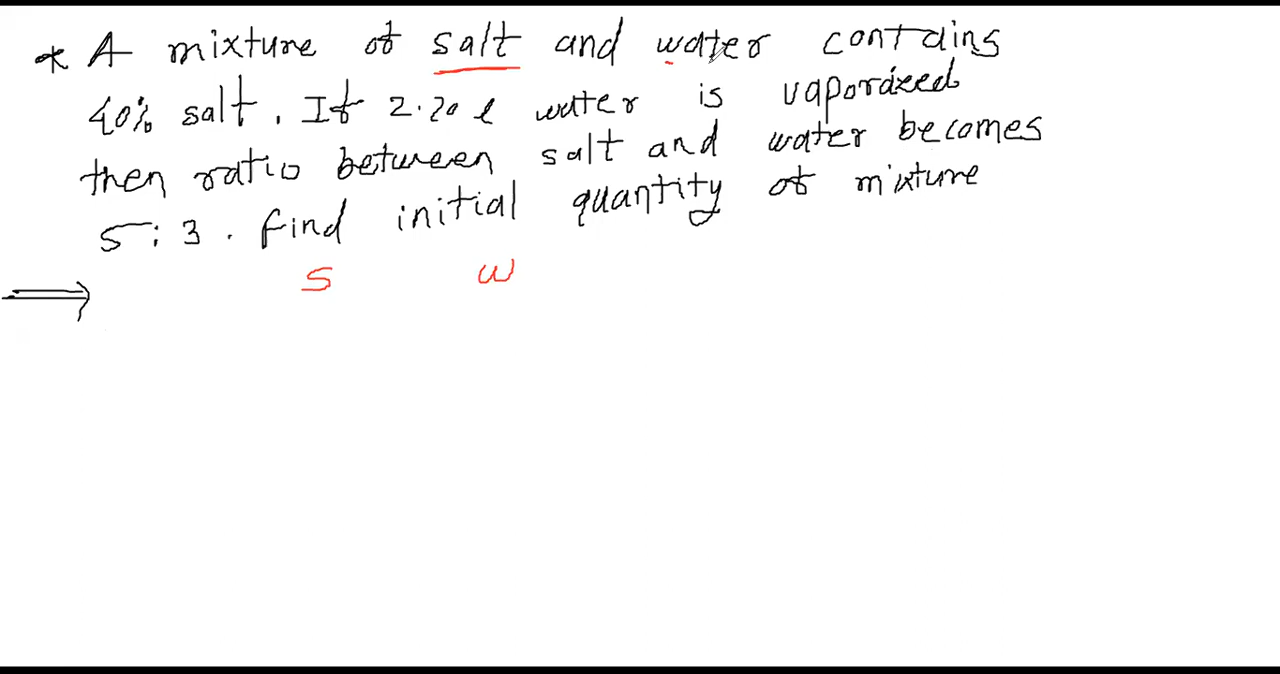 * A mixture of salt and water contains
40% salt. If 2.20 l water is vaporized
then ratio between salt and water becomes
5 : 3 . find initial quantity of mixture
S W
⟹